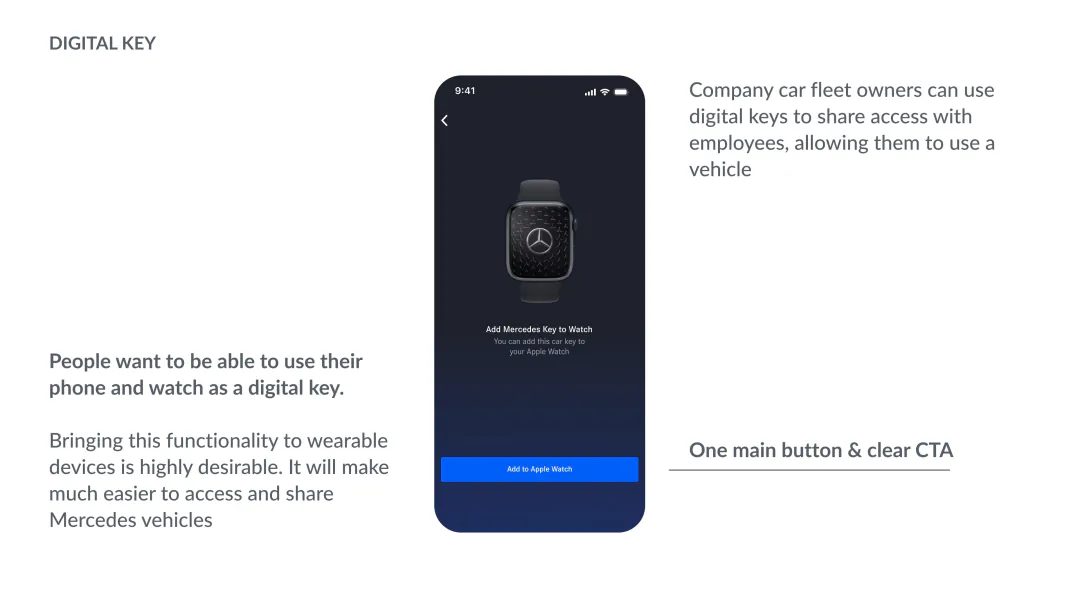 DIGITAL KEY
9:41
Company car fleet owners can use
digital keys to share access with
employees, allowing them to use a
vehicle
Add Mercedes Key to Watch
You can add this car key to
your Apple Watch
People want to be able to use their
phone and watch as a digital key.
Bringing this functionality to wearable
devices is highly desirable. It will make
much easier to access and share
Mercedes vehicles
One main button & clear CTA
Add to Apple Watch